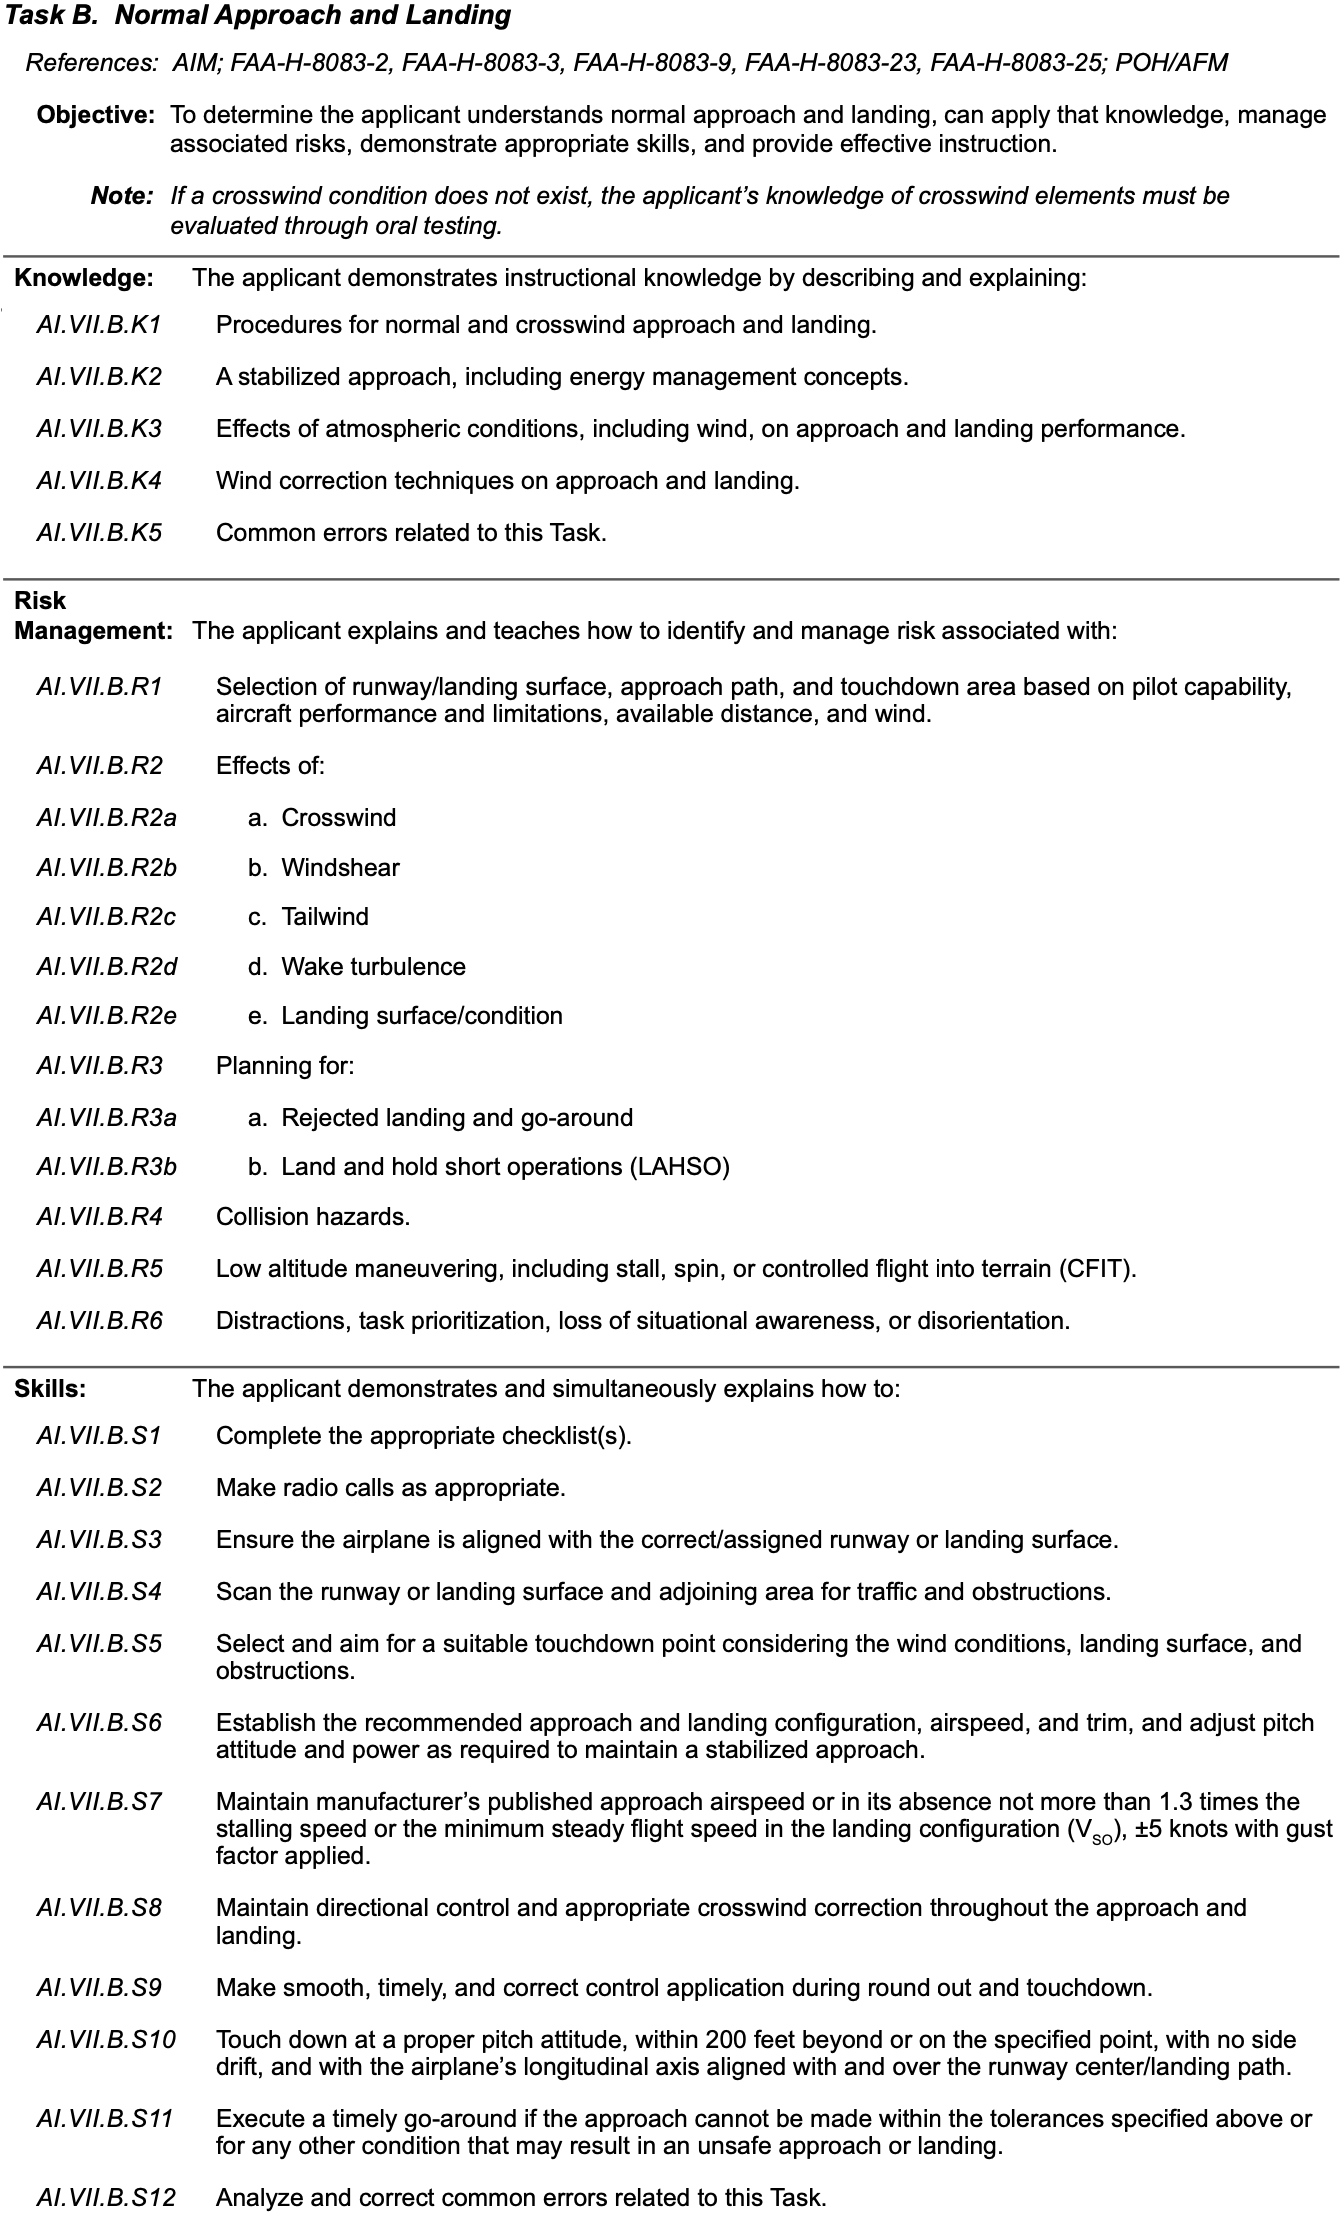 Task B. Normal Approach and Landing
References: AIM; FAA-H-8083-2, FAA-H-8083-3, FAA-H-8083-9, FAA-H-8083-23, FAA-H-8083-25; POH/AFM
Objective: To determine the applicant understands normal approach and landing, can apply that knowledge, manage
associated risks, demonstrate appropriate skills, and provide effective instruction.
Note: If a crosswind condition does not exist, the applicant’s knowledge of crosswind elements must be
evaluated through oral testing.
Knowledge: The applicant demonstrates instructional knowledge by describing and explaining:
AI.VII.B.K1 Procedures for normal and crosswind approach and landing.
AI.VII.B.K2 A stabilized approach, including energy management concepts.
AI.VII.B.K3 Effects of atmospheric conditions, including wind, on approach and landing performance.
AI.VII.B.K4 Wind correction techniques on approach and landing.
AI.VII.B.K5 Common errors related to this Task.
Risk
Management: The applicant explains and teaches how to identify and manage risk associated with:
AI.VII.B.R1 Selection of runway/landing surface, approach path, and touchdown area based on pilot capability,
aircraft performance and limitations, available distance, and wind.
AI.VII.B.R2 Effects of:
AI.VII.B.R2a a. Crosswind
AI.VII.B.R2b b. Windshear
AI.VII.B.R2c c. Tailwind
AI.VII.B.R2d d. Wake turbulence
AI.VII.B.R2e e. Landing surface/condition
AI.VII.B.R3 Planning for:
AI.VII.B.R3a a. Rejected landing and go-around
AI.VII.B.R3b b. Land and hold short operations (LAHSO)
AI.VII.B.R4 Collision hazards.
AI.VII.B.R5 Low altitude maneuvering, including stall, spin, or controlled flight into terrain (CFIT).
AI.VII.B.R6 Distractions, task prioritization, loss of situational awareness, or disorientation.
Skills: The applicant demonstrates and simultaneously explains how to:
AI.VII.B.S1 Complete the appropriate checklist(s).
AI.VII.B.S2 Make radio calls as appropriate.
AI.VII.B.S3 Ensure the airplane is aligned with the correct/assigned runway or landing surface.
AI.VII.B.S4 Scan the runway or landing surface and adjoining area for traffic and obstructions.
AI.VII.B.S5 Select and aim for a suitable touchdown point considering the wind conditions, landing surface, and
obstructions.
AI.VII.B.S6 Establish the recommended approach and landing configuration, airspeed, and trim, and adjust pitch
attitude and power as required to maintain a stabilized approach.
AI.VII.B.S7 Maintain manufacturer’s published approach airspeed or in its absence not more than 1.3 times the
stalling speed or the minimum steady flight speed in the landing configuration (VSO), ±5 knots with gust
factor applied.
AI.VII.B.S8 Maintain directional control and appropriate crosswind correction throughout the approach and
landing.
AI.VII.B.S9 Make smooth, timely, and correct control application during round out and touchdown.
AI.VII.B.S10 Touch down at a proper pitch attitude, within 200 feet beyond or on the specified point, with no side
drift, and with the airplane’s longitudinal axis aligned with and over the runway center/landing path.
AI.VII.B.S11 Execute a timely go-around if the approach cannot be made within the tolerances specified above or
for any other condition that may result in an unsafe approach or landing.
AI.VII.B.S12 Analyze and correct common errors related to this Task.